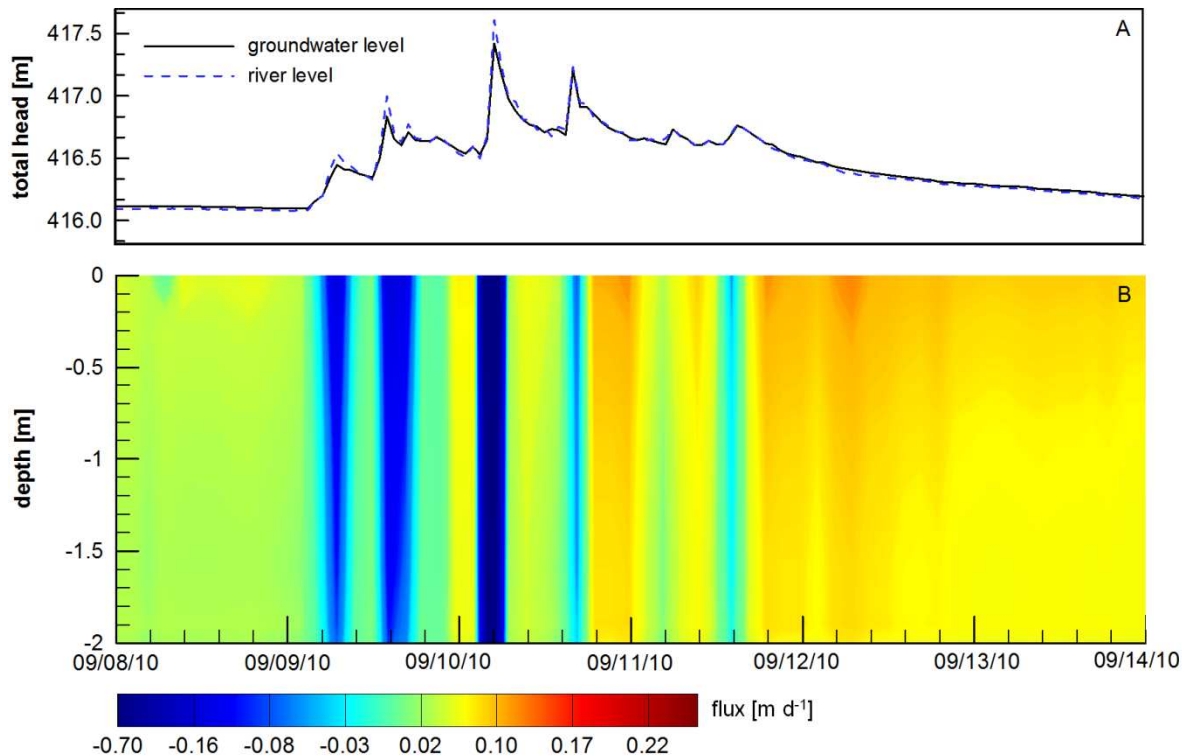 A
417.5
groundwater level
river level
417.0
416.5
416.0
total head [m]
B
0
-0.5
-1
-1.5
-2
depth [m]
09/08/10 09/09/10 09/10/10 09/11/10 09/12/10 09/13/10 09/14/10
flux [m d-1]
-0.70 -0.16 -0.08 -0.03 0.02 0.10 0.17 0.22